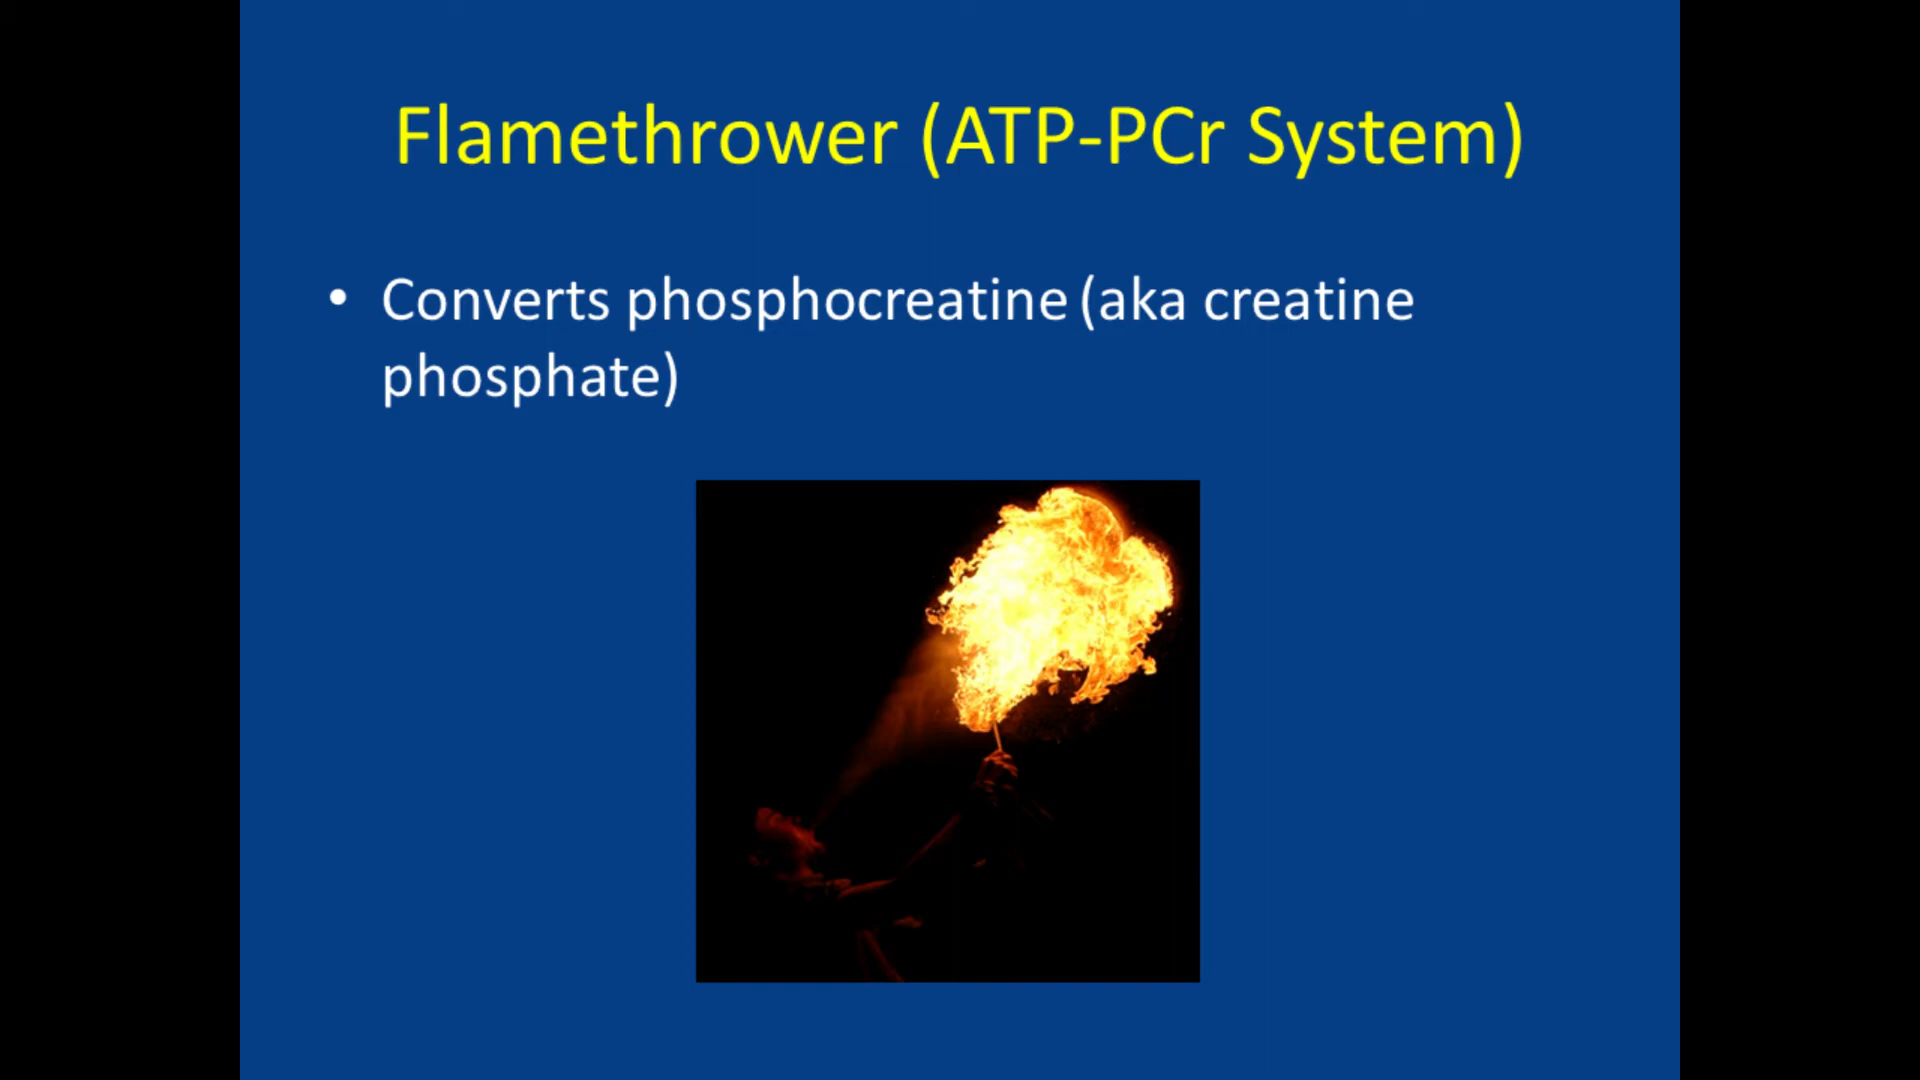 Flamethrower (ATP-PCr System)
• Converts phosphocreatine (aka creatine
phosphate)